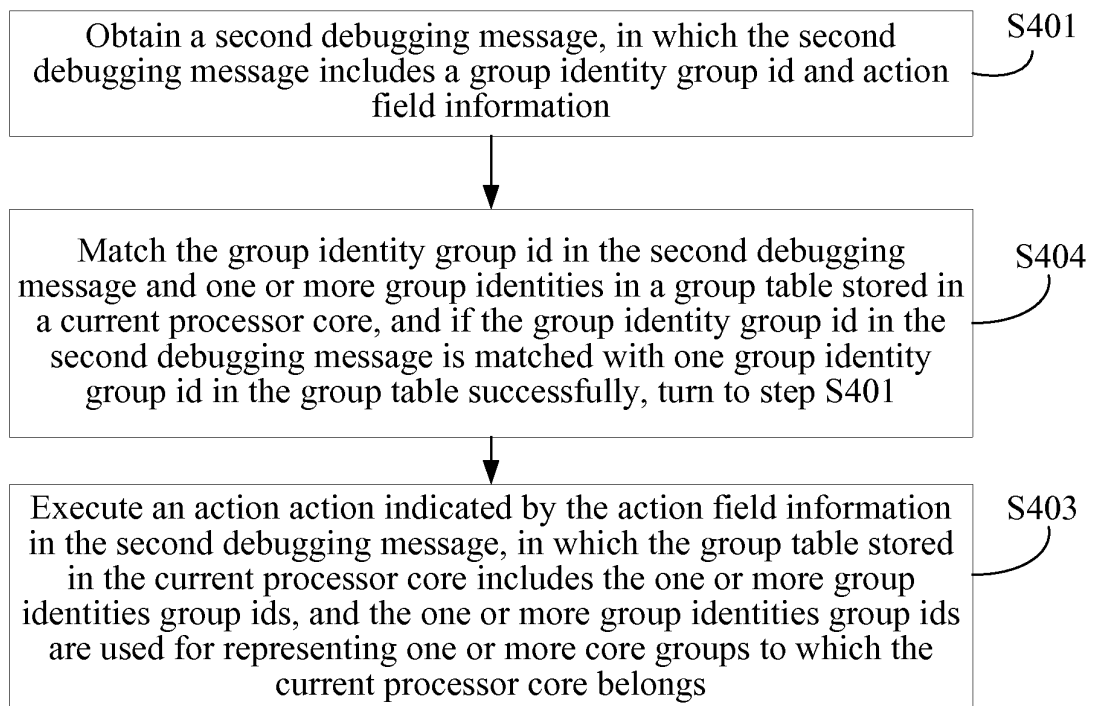 Obtain a second debugging message, in which the second
debugging message includes a group identity group id and action
field information
S401
Match the group identity group id in the second debugging
message and one or more group identities in a group table stored in
a current processor core, and if the group identity group id in the
second debugging message is matched with one group identity
group id in the group table successfully, turn to step S401
S404
Execute an action action indicated by the action field information
in the second debugging message, in which the group table stored
in the current processor core includes the one or more group
identities group ids, and the one or more group identities group ids
are used for representing one or more core groups to which the
current processor core belongs
S403